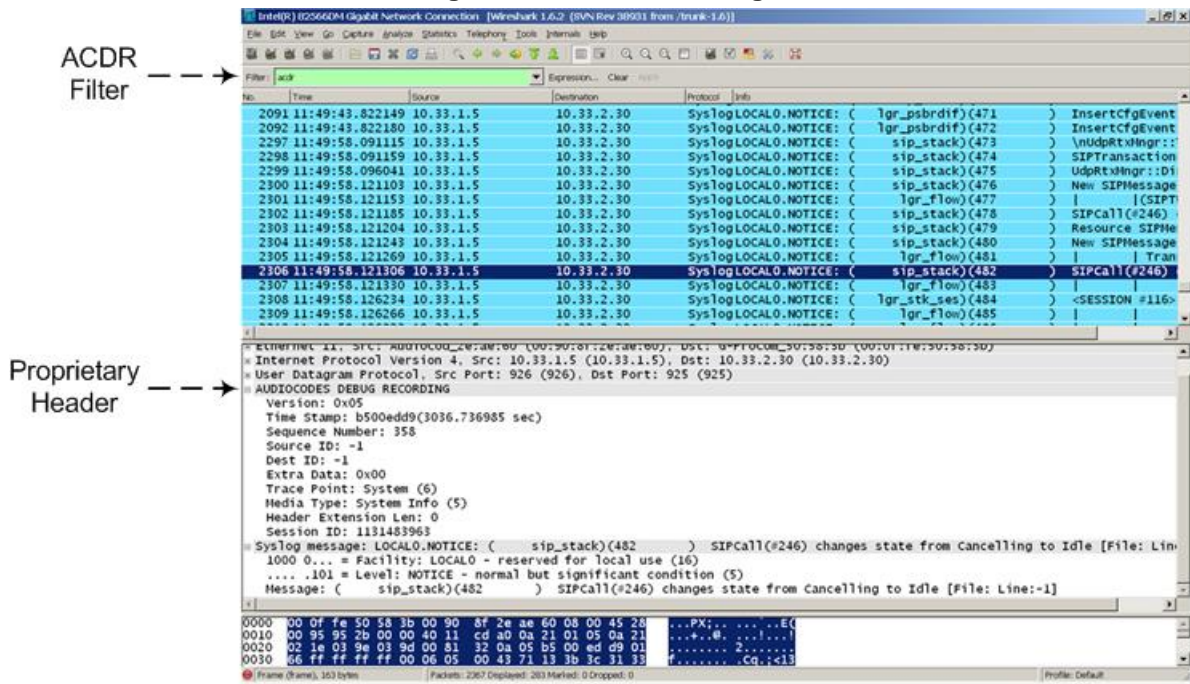 Intel(R) 82566DM Gigabit Network Connection [Wireshark 1.6.2 (SVN Rev 38931 from /trunk-1.6)]
File Edit View Go Capture Analyze Statistics Telephony Tools Internals Help
ACDR
Filter
Filter: acdr Expression... Clear Apply
No. Time Source Destination Protocol Info
2091 11:49:43.822149 10.33.1.5 10.33.2.30 Syslog LOCAL0.NOTICE: ( lgr_psbrdif)(471 ) InsertCfgEvent
2092 11:49:43.822180 10.33.1.5 10.33.2.30 Syslog LOCAL0.NOTICE: ( lgr_psbrdif)(472 ) InsertCfgEvent
2297 11:49:58.091115 10.33.1.5 10.33.2.30 Syslog LOCAL0.NOTICE: ( sip_stack)(473 ) \nUdpRtxMngr::
2298 11:49:58.091159 10.33.1.5 10.33.2.30 Syslog LOCAL0.NOTICE: ( sip_stack)(474 ) SIPTransaction
2299 11:49:58.096041 10.33.1.5 10.33.2.30 Syslog LOCAL0.NOTICE: ( sip_stack)(475 ) UdpRtxMngr::Di
2300 11:49:58.121103 10.33.1.5 10.33.2.30 Syslog LOCAL0.NOTICE: ( sip_stack)(476 ) New SIPMessage
2301 11:49:58.121153 10.33.1.5 10.33.2.30 Syslog LOCAL0.NOTICE: ( lgr_flow)(477 ) | |(SIPT
2302 11:49:58.121185 10.33.1.5 10.33.2.30 Syslog LOCAL0.NOTICE: ( sip_stack)(478 ) SIPCall(#246)
2303 11:49:58.121204 10.33.1.5 10.33.2.30 Syslog LOCAL0.NOTICE: ( sip_stack)(479 ) Resource SIPMe
2304 11:49:58.121243 10.33.1.5 10.33.2.30 Syslog LOCAL0.NOTICE: ( sip_stack)(480 ) New SIPMessage
2305 11:49:58.121269 10.33.1.5 10.33.2.30 Syslog LOCAL0.NOTICE: ( lgr_flow)(481 ) | | Tran
2306 11:49:58.121306 10.33.1.5 10.33.2.30 Syslog LOCAL0.NOTICE: ( sip_stack)(482 ) SIPCall(#246)
2307 11:49:58.121330 10.33.1.5 10.33.2.30 Syslog LOCAL0.NOTICE: ( lgr_flow)(483 ) | |
2308 11:49:58.126234 10.33.1.5 10.33.2.30 Syslog LOCAL0.NOTICE: ( lgr_stk_ses)(484 ) <SESSION #116>
2309 11:49:58.126266 10.33.1.5 10.33.2.30 Syslog LOCAL0.NOTICE: ( lgr_flow)(485 ) | |
Ethernet II, Src: AudioCod_2e:ae:60 (00:90:8f:2e:ae:60), Dst: G-ProCom_50:58:3b (00:0f:fe:50:58:3b)
Internet Protocol Version 4, Src: 10.33.1.5 (10.33.1.5), Dst: 10.33.2.30 (10.33.2.30)
User Datagram Protocol, Src Port: 926 (926), Dst Port: 925 (925)
Proprietary
Header
AUDIOCODES DEBUG RECORDING
Version: 0x05
Time Stamp: b500edd9(3036.736985 sec)
Sequence Number: 358
Source ID: -1
Dest ID: -1
Extra Data: 0x00
Trace Point: System (6)
Media Type: System Info (5)
Header Extension Len: 0
Session ID: 1131483963
Syslog message: LOCAL0.NOTICE: ( sip_stack)(482 ) SIPCall(#246) changes state from Cancelling to Idle [File: Lin
1000 0... = Facility: LOCAL0 - reserved for local use (16)
.... .101 = Level: NOTICE - normal but significant condition (5)
Message: ( sip_stack)(482 ) SIPCall(#246) changes state from Cancelling to Idle [File: Line:-1]
0000 00 0f fe 50 58 3b 00 90 8f 2e ae 60 08 00 45 28 ...PX;.. ...`..E(
0010 00 95 95 2b 00 00 40 11 cd a0 0a 21 01 05 0a 21 ...+..@. ...!...!
0020 02 1e 03 9e 03 9d 00 81 32 0a 05 b5 00 ed d9 01 ........ 2.......
0030 66 ff ff ff ff 00 06 05 00 43 71 13 3b 3c 31 33 f....... .Cq.;<13
Frame (frame), 163 bytes Packets: 2367 Displayed: 283 Marked: 0 Dropped: 0 Profile: Default